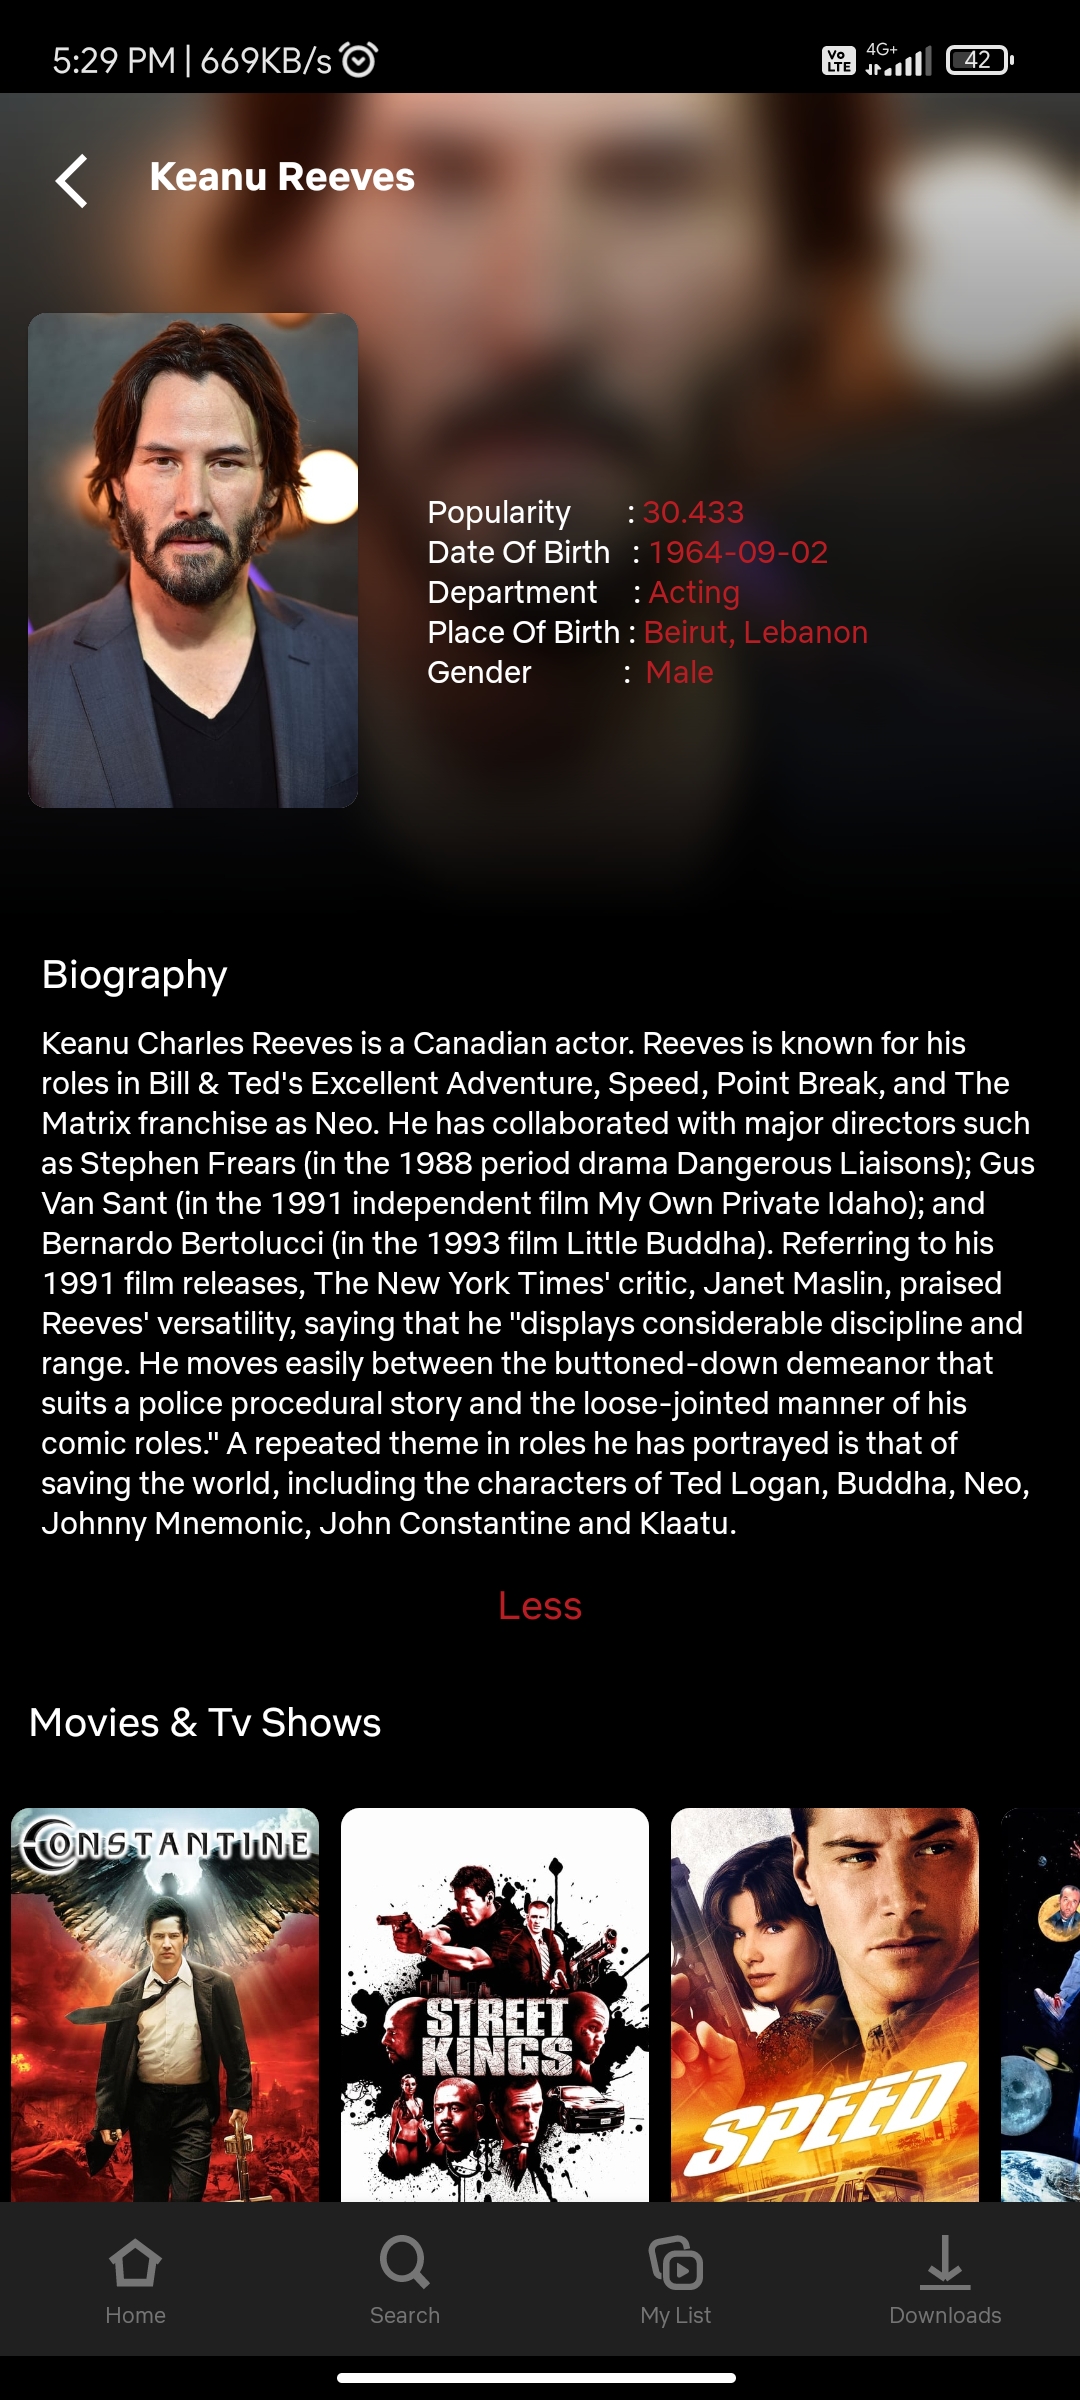 5:29 PM | 669KB/s
Vo LTE
4G+
42
Keanu Reeves
Popularity : 30.433
Date Of Birth : 1964-09-02
Department : Acting
Place Of Birth : Beirut, Lebanon
Gender : Male
Biography
Keanu Charles Reeves is a Canadian actor. Reeves is known for his
roles in Bill & Ted's Excellent Adventure, Speed, Point Break, and The
Matrix franchise as Neo. He has collaborated with major directors such
as Stephen Frears (in the 1988 period drama Dangerous Liaisons); Gus
Van Sant (in the 1991 independent film My Own Private Idaho); and
Bernardo Bertolucci (in the 1993 film Little Buddha). Referring to his
1991 film releases, The New York Times' critic, Janet Maslin, praised
Reeves' versatility, saying that he "displays considerable discipline and
range. He moves easily between the buttoned-down demeanor that
suits a police procedural story and the loose-jointed manner of his
comic roles." A repeated theme in roles he has portrayed is that of
saving the world, including the characters of Ted Logan, Buddha, Neo,
Johnny Mnemonic, John Constantine and Klaatu.
Less
Movies & Tv Shows
CONSTANTINE
STREET
KINGS
SPEED
Home
Search
My List
Downloads